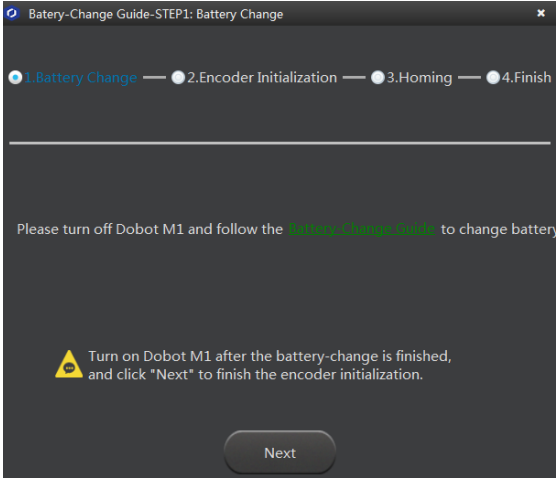 Batery-Change Guide-STEP1: Battery Change
1.Battery Change 2.Encoder Initialization 3.Homing 4.Finish
Please turn off Dobot M1 and follow the Battery-Change Guide to change battery
Turn on Dobot M1 after the battery-change is finished,
and click "Next" to finish the encoder initialization.
Next